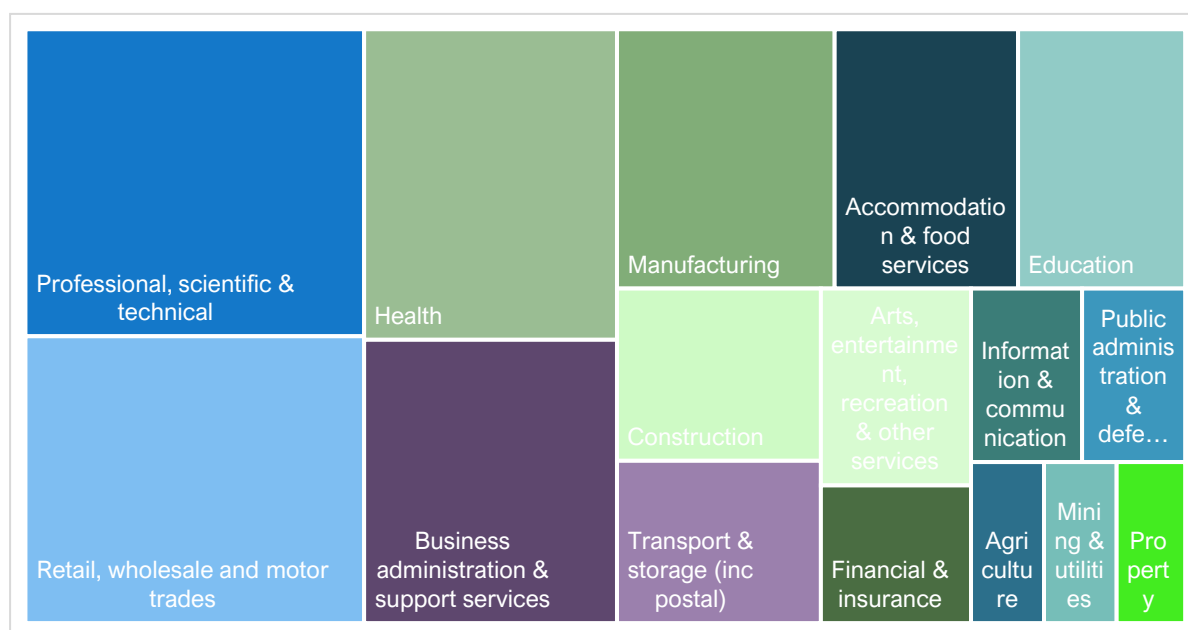 Professional, scientific &
technical
Retail, wholesale and motor
trades
Health
Business
administration &
support services
Manufacturing
Accommodatio
n & food
services
Education
Construction
Arts,
entertainme
nt,
recreation
& other
services
Informat
ion &
commu
nication
Public
adminis
tration
&
defe…
Transport &
storage (inc
postal)
Financial &
insurance
Agri
cultu
re
Mini
ng &
utiliti
es
Pro
pert
y